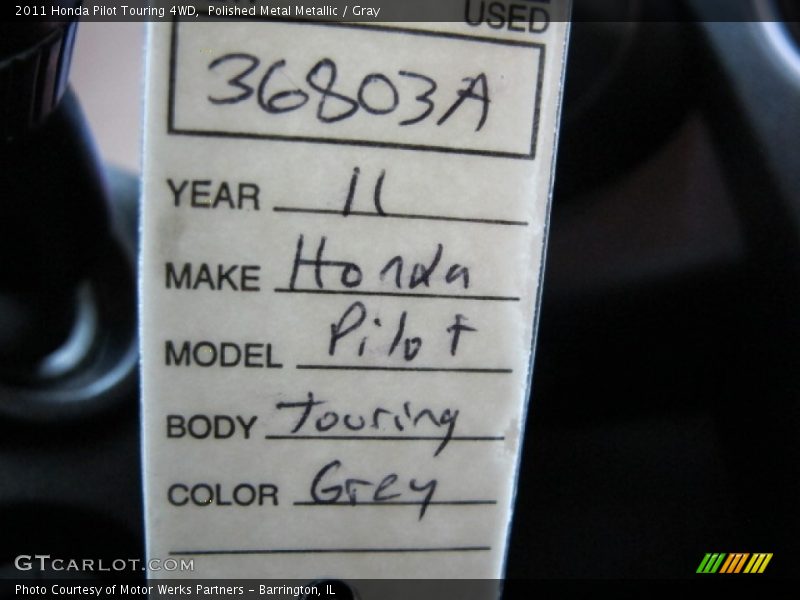 2011 Honda Pilot Touring 4WD,  Polished Metal Metallic / Gray
USED
36803A
YEAR 11
MAKE Honda
MODEL Pilot
BODY Touring
COLOR Grey
GTCARLOT.COM
Photo Courtesy of Motor Werks Partners - Barrington, IL